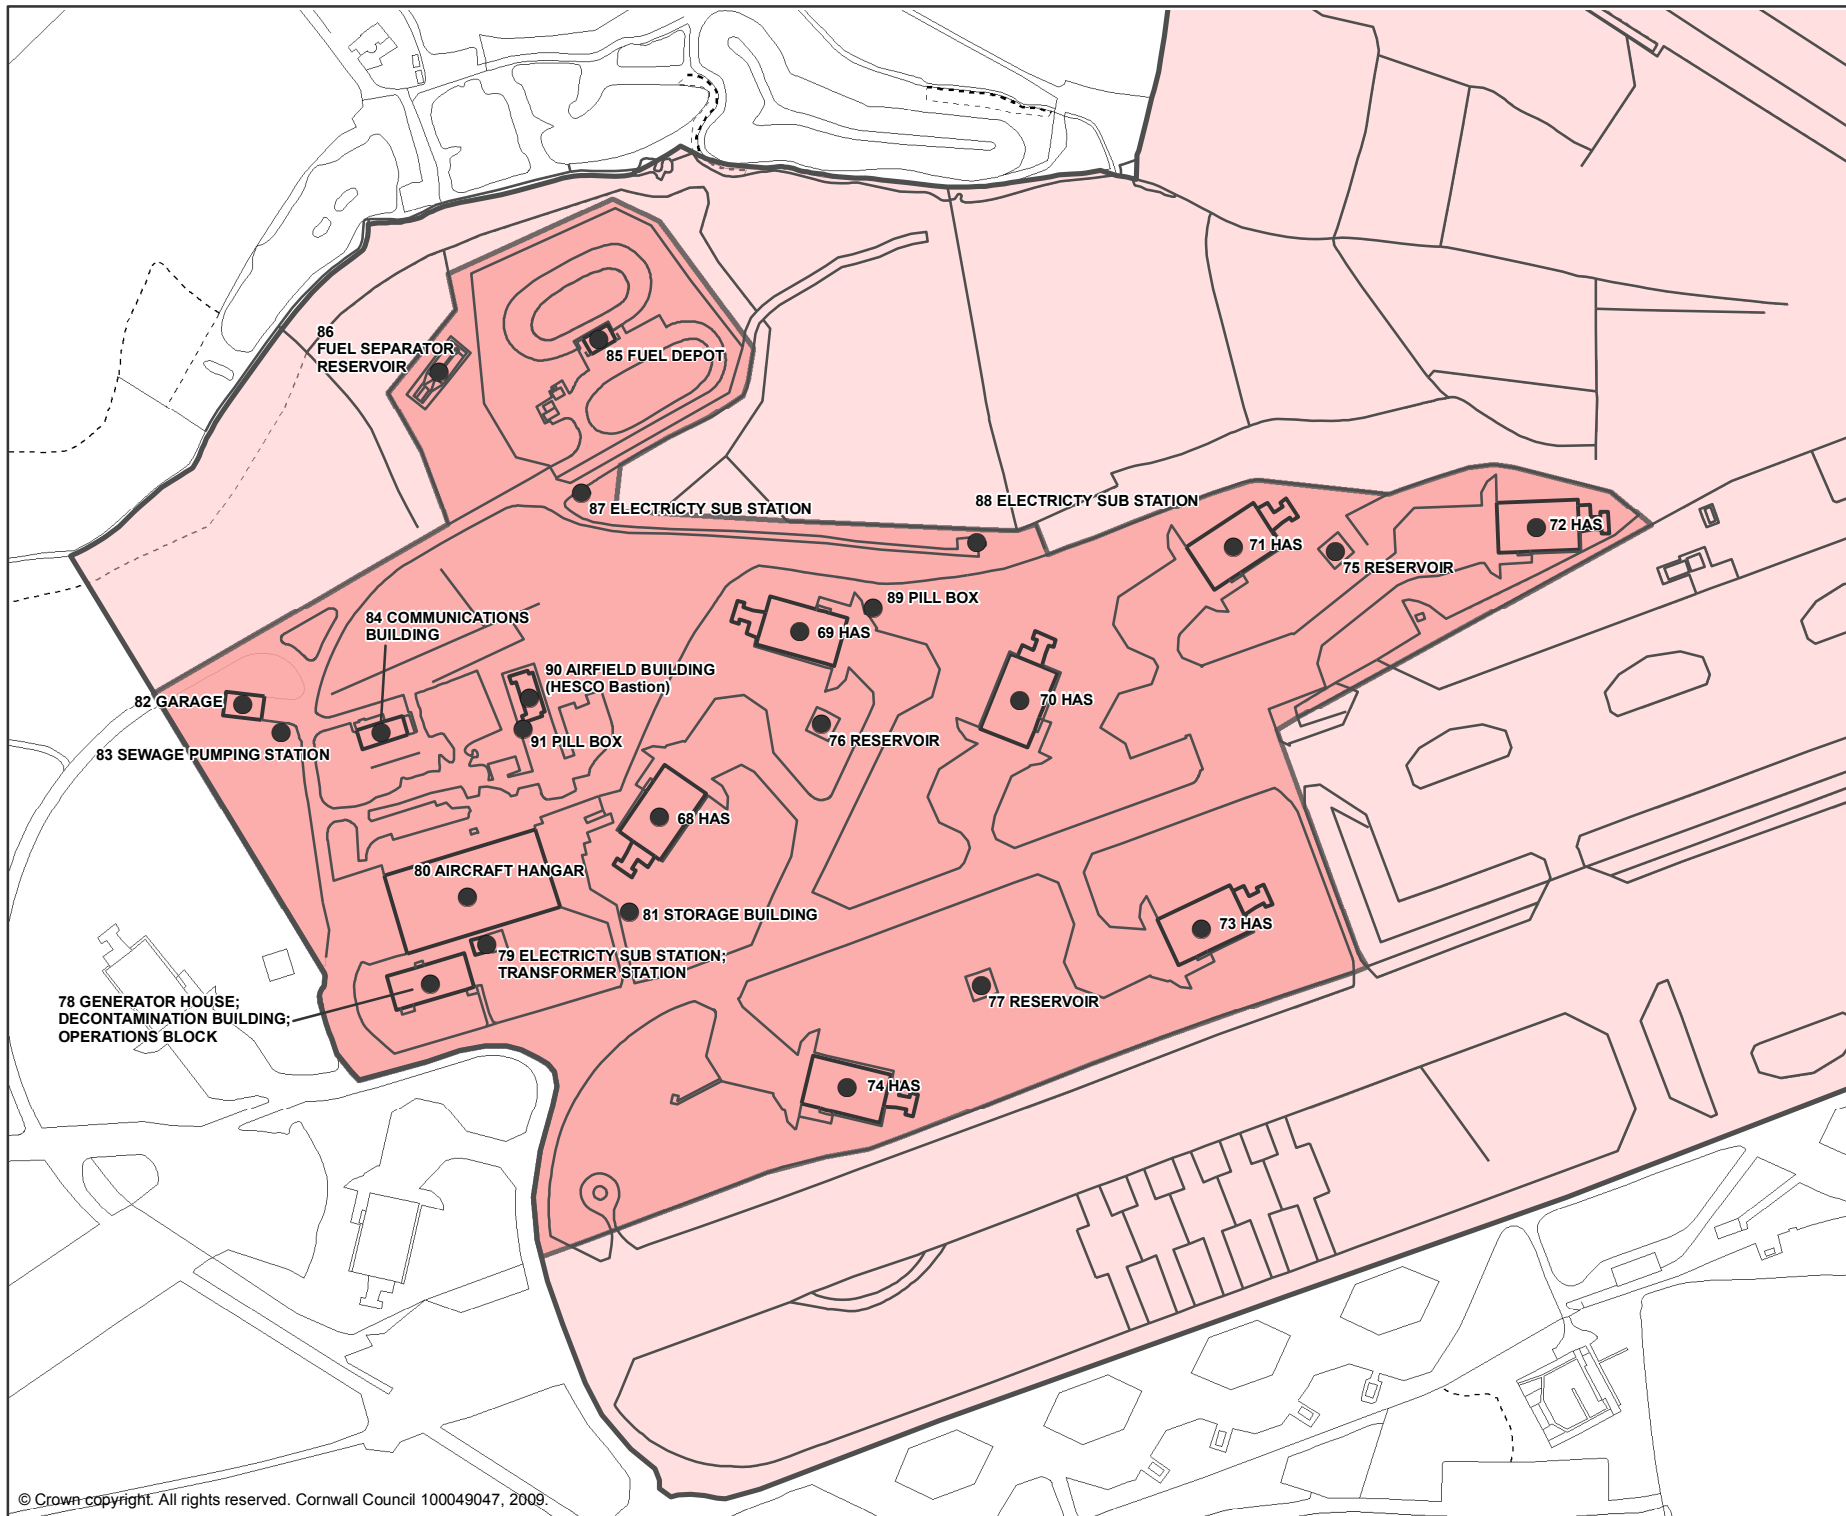 86
FUEL SEPARATOR
RESERVOIR
85 FUEL DEPOT
87 ELECTRICTY SUB STATION
88 ELECTRICTY SUB STATION
71 HAS
72 HAS
75 RESERVOIR
89 PILL BOX
84 COMMUNICATIONS
BUILDING
69 HAS
90 AIRFIELD BUILDING
(HESCO Bastion)
82 GARAGE
70 HAS
91 PILL BOX
76 RESERVOIR
83 SEWAGE PUMPING STATION
68 HAS
80 AIRCRAFT HANGAR
81 STORAGE BUILDING
73 HAS
79 ELECTRICTY SUB STATION;
TRANSFORMER STATION
78 GENERATOR HOUSE;
DECONTAMINATION BUILDING;
OPERATIONS BLOCK
77 RESERVOIR
74 HAS
© Crown copyright. All rights reserved. Cornwall Council 100049047, 2009.